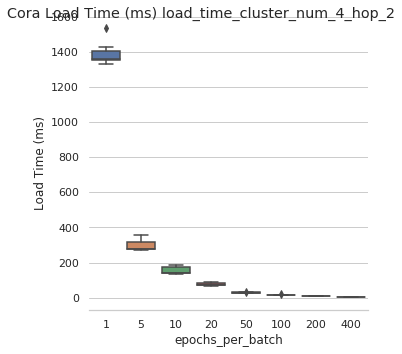 Cora Load Time (ms) load_time_cluster_num_4_hop_2
1600
1400
1200
1000
800
600
400
200
0
Load Time (ms)
1 5 10 20 50 100 200 400
epochs_per_batch